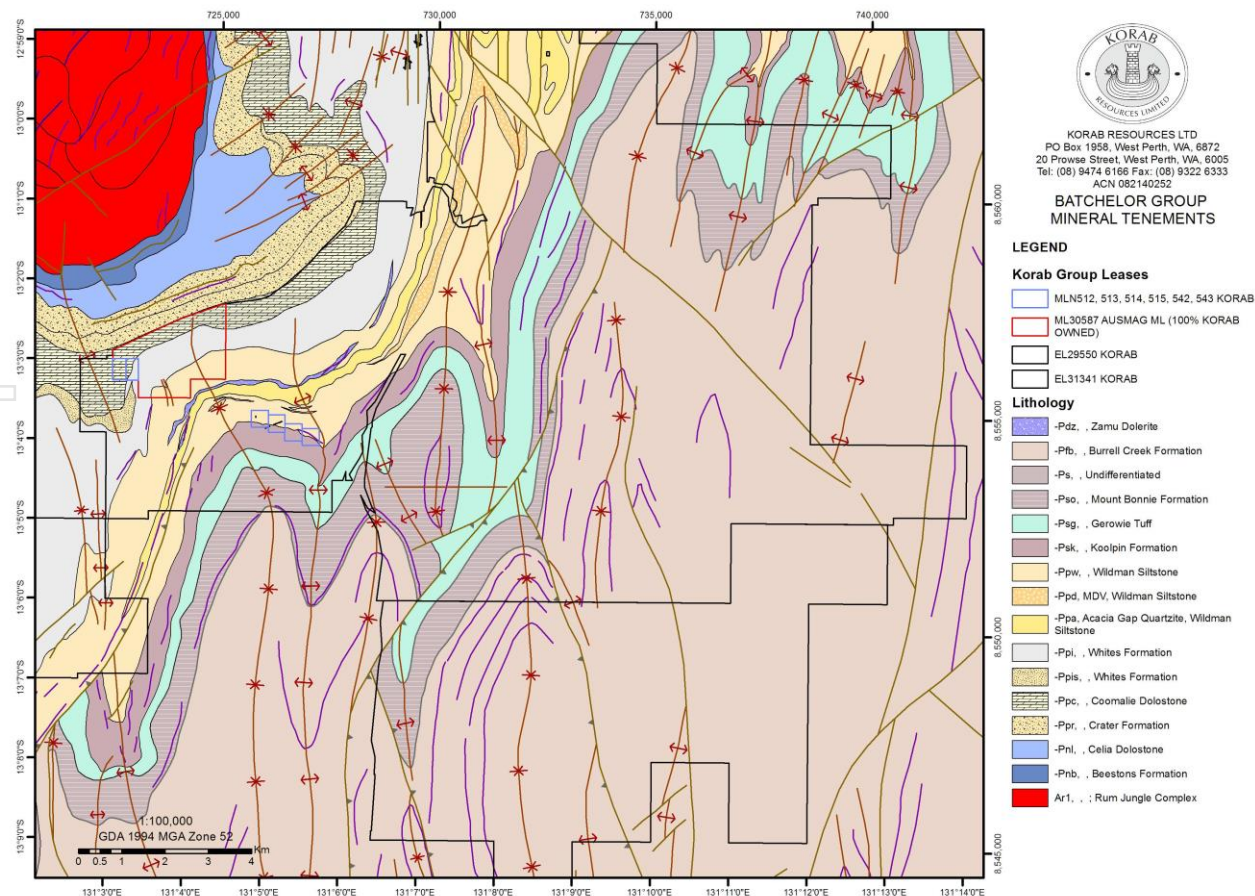 725,000
730,000
735,000
740,000
12°59'0"S
13°0'0"S
13°1'0"S
13°2'0"S
13°3'0"S
13°4'0"S
13°5'0"S
13°6'0"S
13°7'0"S
13°8'0"S
13°9'0"S
8,560,000
8,555,000
8,550,000
8,545,000
1:100,000
GDA 1994 MGA Zone 52
Km
0 0.5 1 2 3 4
131°3'0"E
131°4'0"E
131°5'0"E
131°6'0"E
131°7'0"E
131°8'0"E
131°9'0"E
131°10'0"E
131°11'0"E
131°12'0"E
131°13'0"E
131°14'0"E
KORAB
RESOURCES LIMITED
KORAB RESOURCES LTD
PO Box 1958, West Perth, WA, 6872
20 Prowse Street, West Perth, WA, 6005
Tel: (08) 9474 6166 Fax: (08) 9322 6333
ACN 082140252
BATCHELOR GROUP
MINERAL TENEMENTS
LEGEND
Korab Group Leases
MLN512, 513, 514, 515, 542, 543 KORAB
ML30587 AUSMAG ML (100% KORAB
OWNED)
EL29550 KORAB
EL31341 KORAB
Lithology
-Pdz, , Zamu Dolerite
-Pfb, , Burrell Creek Formation
-Ps, , Undifferentiated
-Pso, , Mount Bonnie Formation
-Psg, , Gerowie Tuff
-Psk, , Koolpin Formation
-Ppw, , Wildman Siltstone
-Ppd, MDV, Wildman Siltstone
-Ppa, Acacia Gap Quartzite, Wildman
Siltstone
-Ppi, , Whites Formation
-Ppis, , Whites Formation
-Ppc, , Coomalie Dolostone
-Ppr, , Crater Formation
-Pnl, , Celia Dolostone
-Pnb, , Beestons Formation
Ar1, , ; Rum Jungle Complex